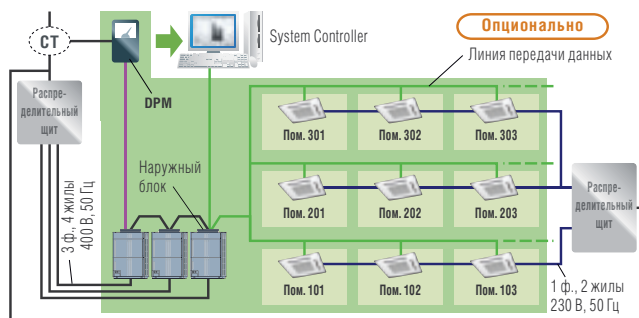 Опционально
CT
System Controller
Линия передачи данных
DPM
Распре-
делительный
щит
Пом. 301
Пом. 302
Пом. 303
Наружный
блок
Пом. 201
Пом. 202
Пом. 203
Распре-
делительный
щит
3 ф., 4 жилы
400 В, 50 Гц
Пом. 101
Пом. 102
Пом. 103
1 ф., 2 жилы
230 В, 50 Гц